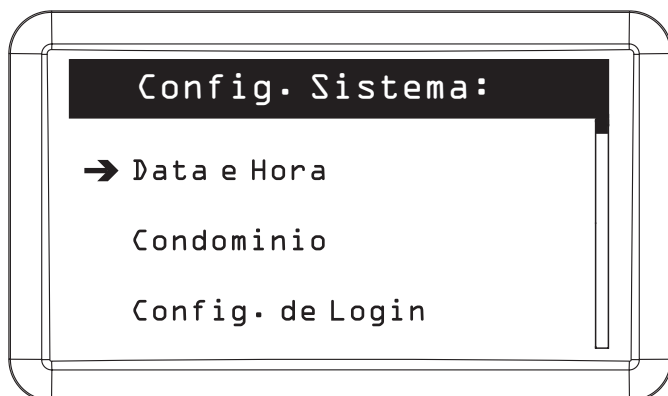 Config. Sistema:
Data e Hora
Condominio
Config. de Login